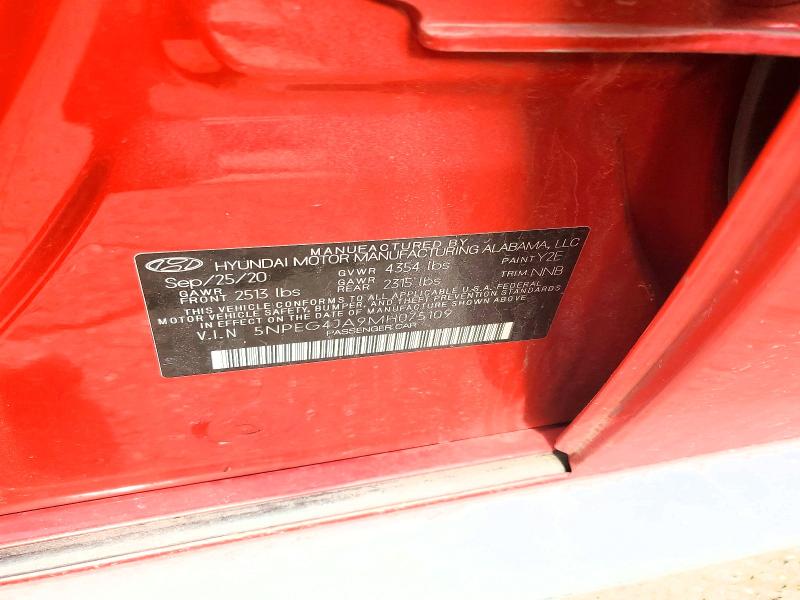 MANUFACTURED BY
HYUNDAI MOTOR MANUFACTURING ALABAMA, LLC
Sep/25/20 GVWR 4354 lbs PAINT Y2E
GAWR FRONT 2513 lbs GAWR REAR 2315 lbs TRIM NNB
THIS VEHICLE CONFORMS TO ALL APPLICABLE U.S.A. FEDERAL
MOTOR VEHICLE SAFETY, BUMPER, AND THEFT PREVENTION STANDARDS
IN EFFECT ON THE DATE OF MANUFACTURE
V.I.N 5NPEG4JA9MH075109
PASSENGER CAR